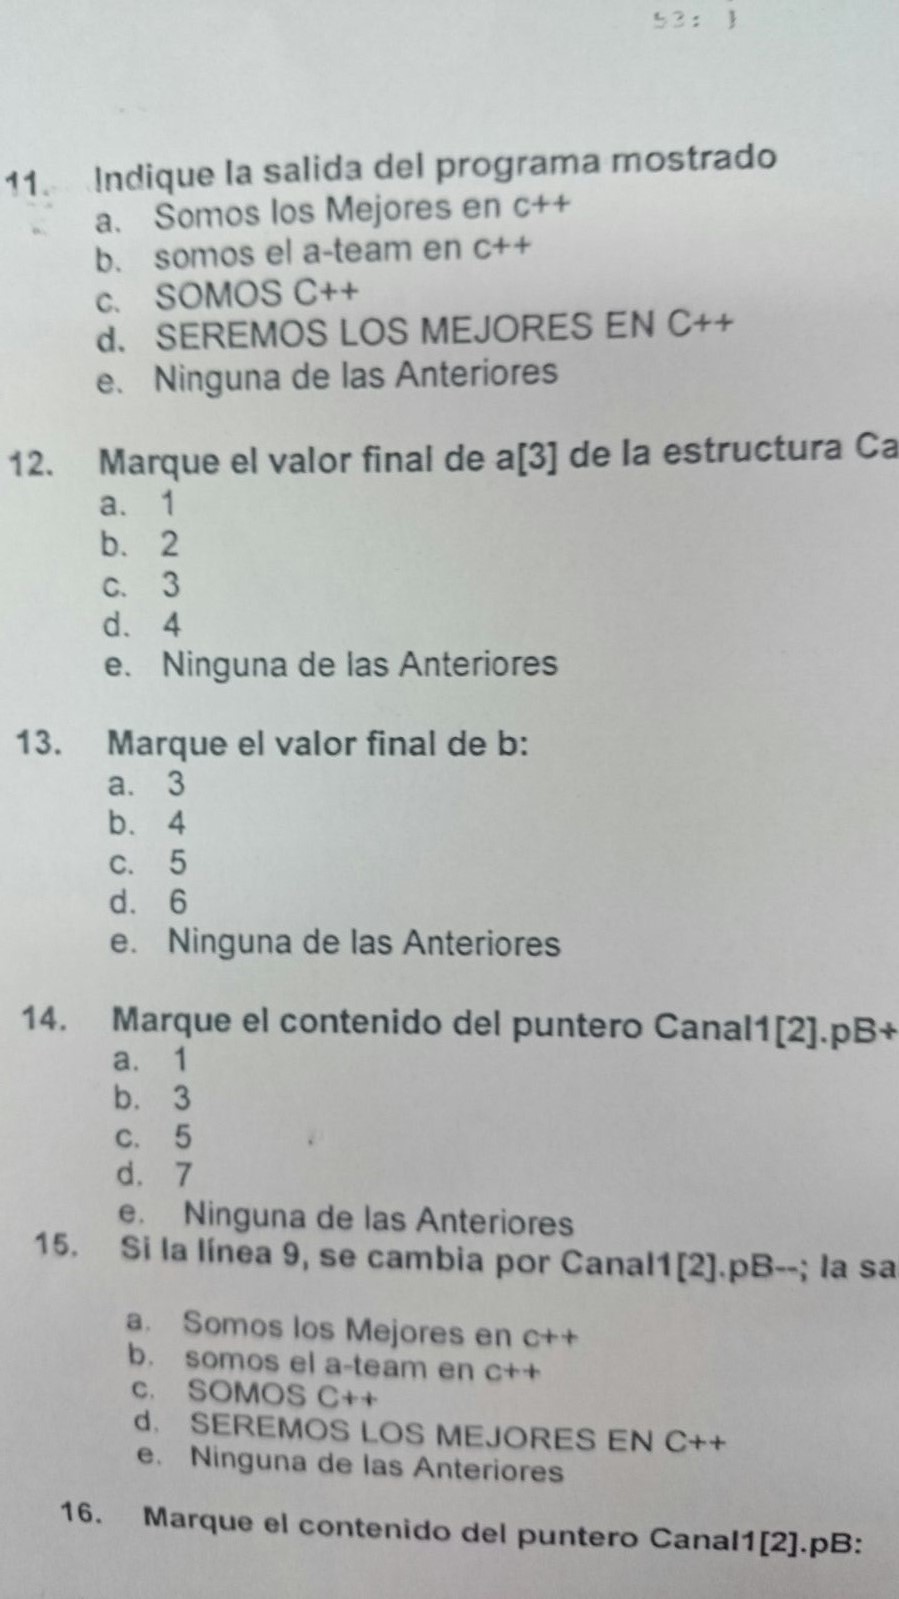 53: }
11. Indique la salida del programa mostrado
a. Somos los Mejores en c++
b. somos el a-team en c++
c. SOMOS C++
d. SEREMOS LOS MEJORES EN C++
e. Ninguna de las Anteriores
12. Marque el valor final de a[3] de la estructura Ca
a. 1
b. 2
c. 3
d. 4
e. Ninguna de las Anteriores
13. Marque el valor final de b:
a. 3
b. 4
c. 5
d. 6
e. Ninguna de las Anteriores
14. Marque el contenido del puntero Canal1[2].pB+
a. 1
b. 3
c. 5
d. 7
e. Ninguna de las Anteriores
15. Si la línea 9, se cambia por Canal1[2].pB--; la sa
a. Somos los Mejores en c++
b. somos el a-team en c++
c. SOMOS C++
d. SEREMOS LOS MEJORES EN C++
e. Ninguna de las Anteriores
16. Marque el contenido del puntero Canal1[2].pB: